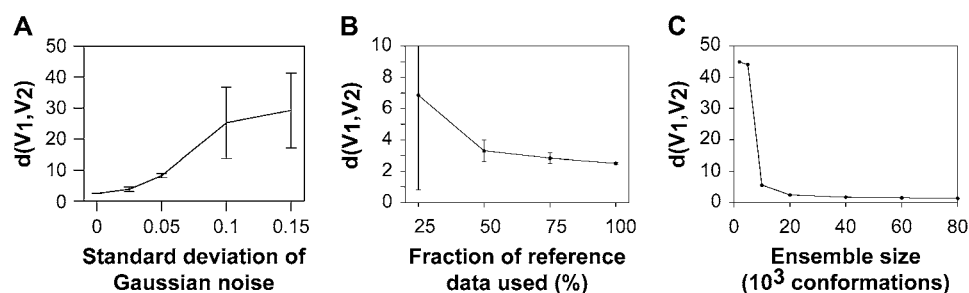 A
d(V1,V2)
50
40
30
20
10
0
0 0.05 0.1 0.15
Standard deviation of
Gaussian noise
B
d(V1,V2)
10
8
6
4
2
0
25 50 75 100
Fraction of reference
data used (%)
C
d(V1,V2)
50
40
30
20
10
0
0 20 40 60 80
Ensemble size
(10³ conformations)